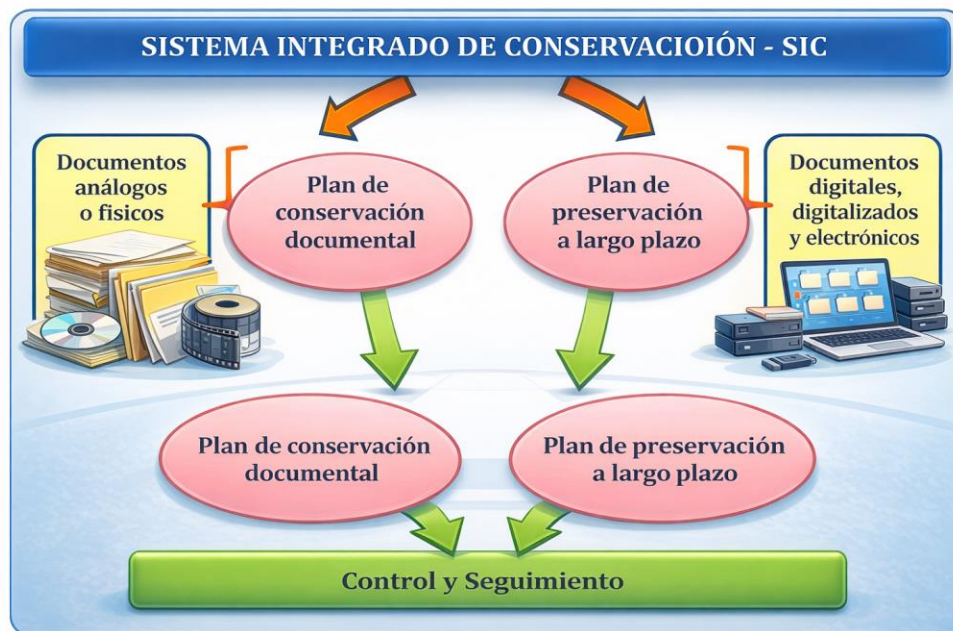 SISTEMA INTEGRADO DE CONSERVACIOIÓN - SIC
Documentos
análogos
o fisicos
Plan de
conservación
documental
Plan de
preservación
a largo plazo
Documentos
digitales,
digitalizados
y electrónicos
Plan de conservación
documental
Plan de preservación
a largo plazo
Control y Seguimiento